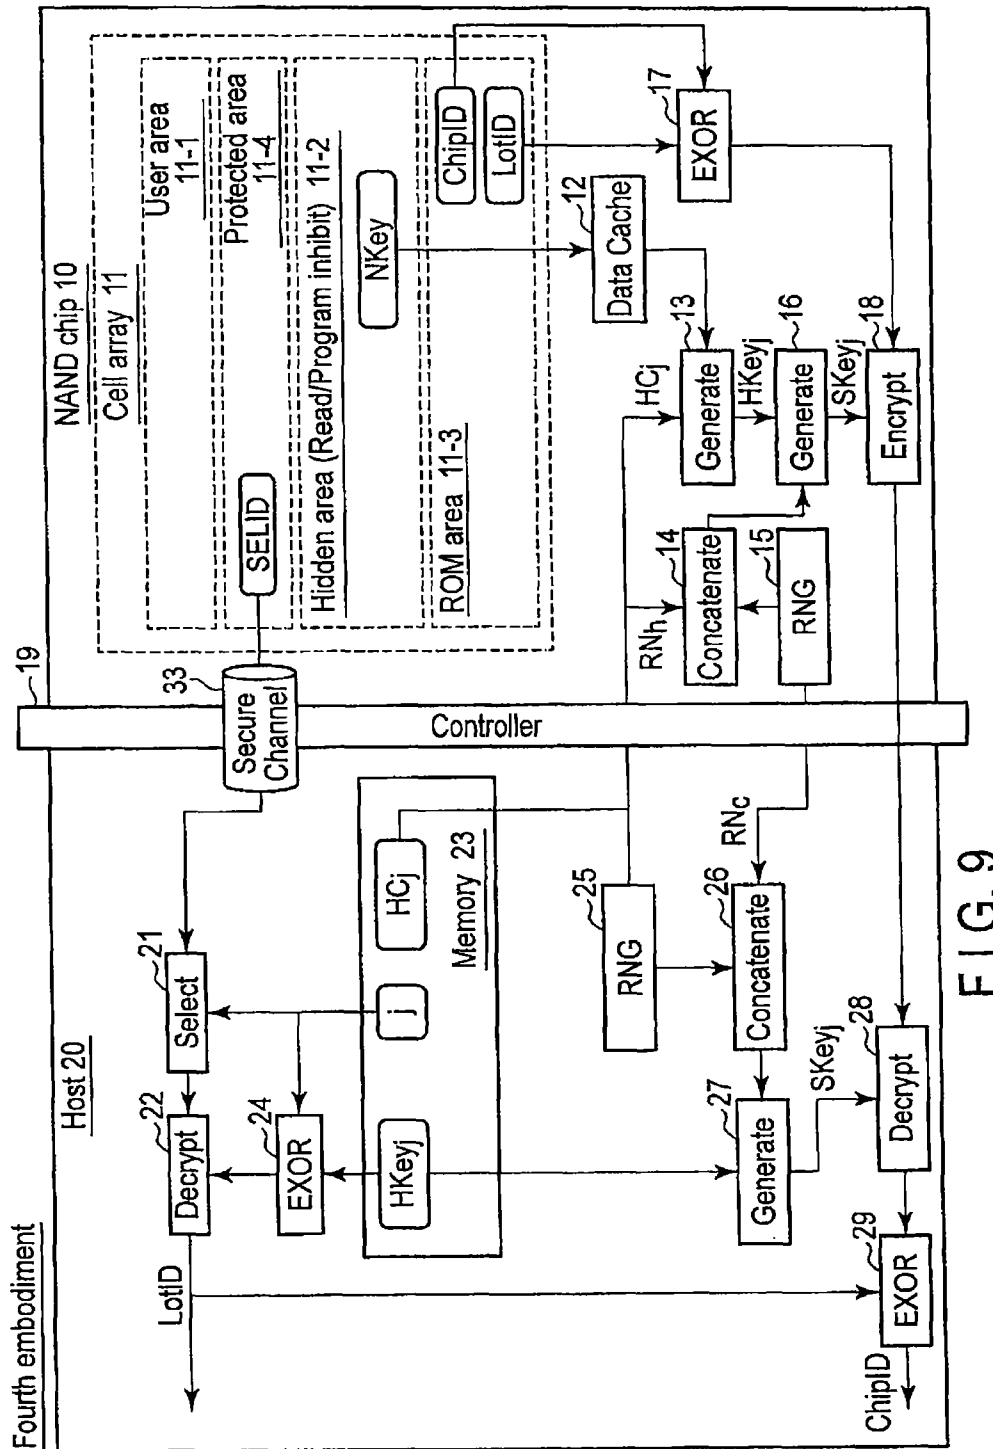 Fourth embodiment
Host 20
LotID
Decrypt
22
Select
21
EXOR
24
HKeyj
j
HCj
Memory 23
Secure
Channel
33
19
Controller
RNG
25
RNc
Concatenate
26
Generate
27
SKeyj
Decrypt
28
EXOR
29
ChipID
NAND chip 10
Cell array 11
User area
11-1
Protected area
11-4
SELID
Hidden area (Read/Program inhibit) 11-2
NKey
ROM area 11-3
ChipID
LotID
Data Cache
12
EXOR
17
HCj
Generate
13
HKeyj
RNh
Concatenate
14
RNG
15
Generate
16
SKeyj
Encrypt
18
FIG. 9